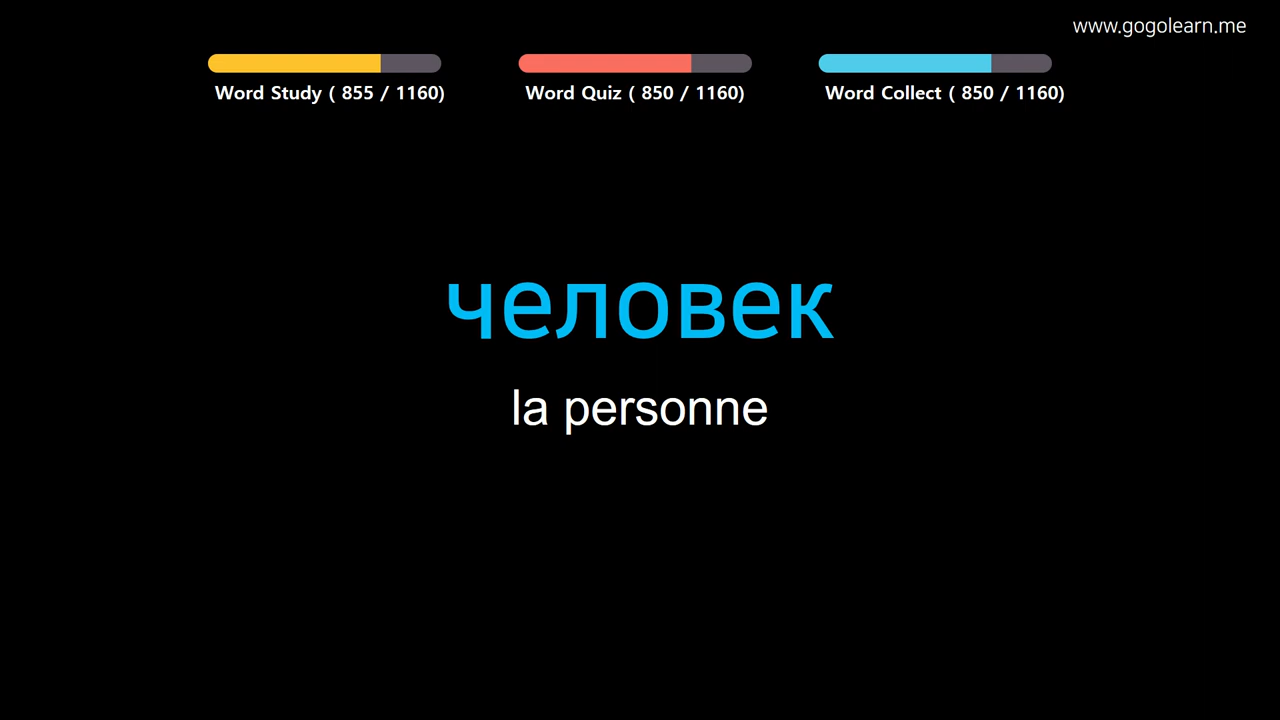 www.gogolearn.me
Word Study ( 855 / 1160)
Word Quiz ( 850 / 1160)
Word Collect ( 850 / 1160)
человек
la personne